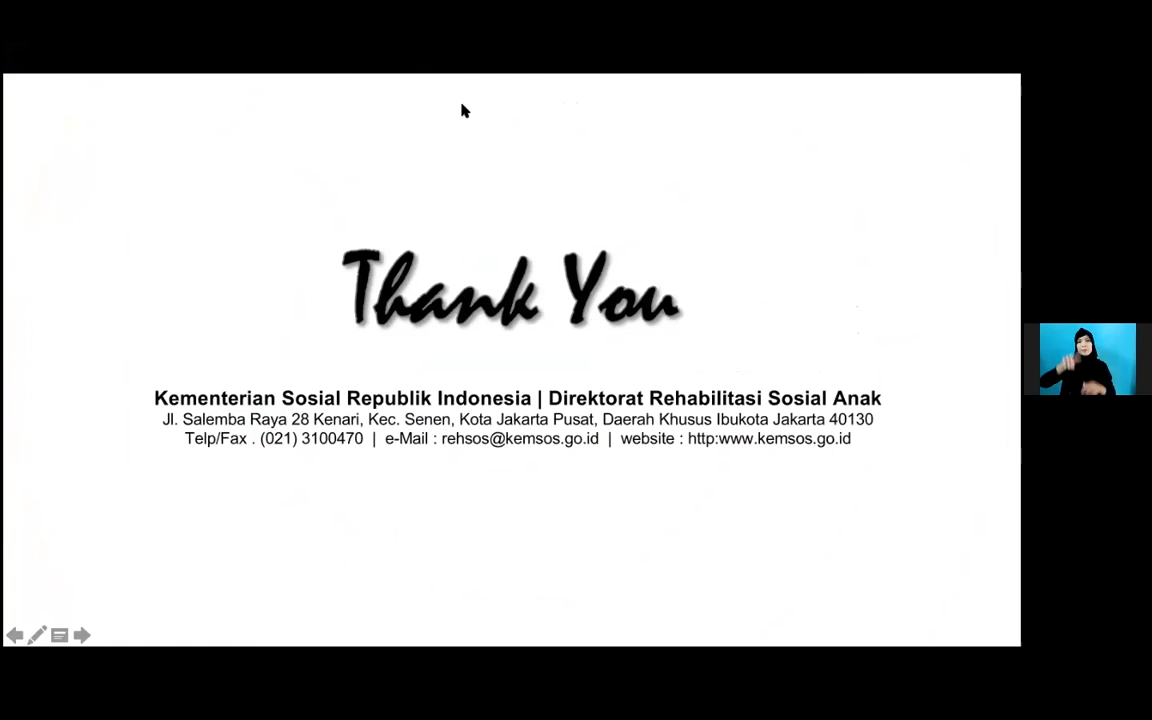 Thank You
Kementerian Sosial Republik Indonesia | Direktorat Rehabilitasi Sosial Anak
Jl. Salemba Raya 28 Kenari, Kec. Senen, Kota Jakarta Pusat, Daerah Khusus Ibukota Jakarta 40130
Telp/Fax . (021) 3100470 | e-Mail : rehsos@kemsos.go.id | website : http:www.kemsos.go.id